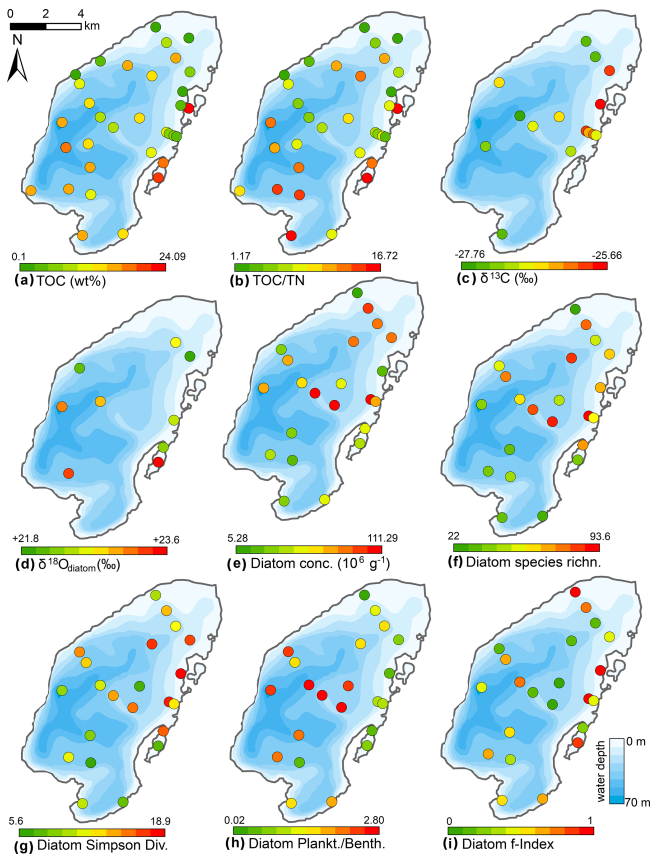 0 2 4
km
N
0.1 24.09
(a) TOC (wt%)
1.17 16.72
(b) TOC/TN
-27.76 -25.66
(c) δ¹³C (‰)
+21.8 +23.6
(d) δ¹⁸Odiatom(‰)
5.28 111.29
(e) Diatom conc. (10⁶ g⁻¹)
22 93.6
(f) Diatom species richn.
5.6 18.9
(g) Diatom Simpson Div.
0.02 2.80
(h) Diatom Plankt./Benth.
0 1
(i) Diatom f-Index
0 m
water depth
70 m